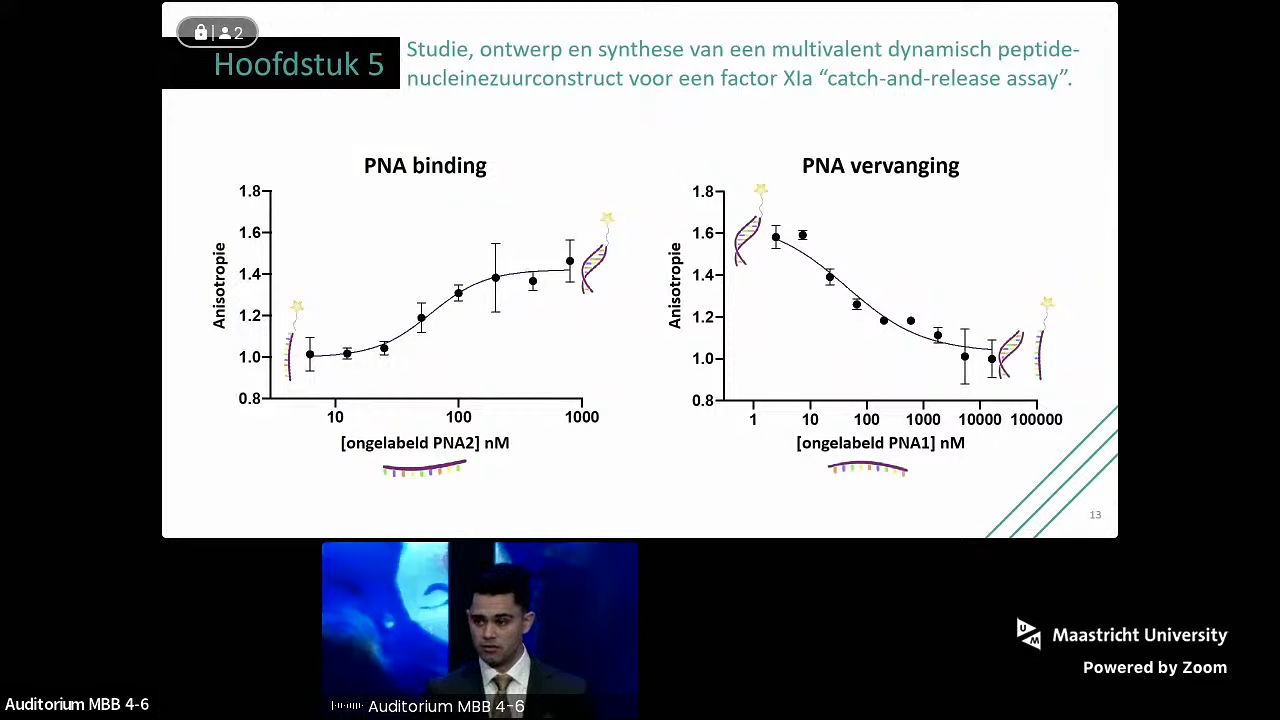 2
Hoofdstuk 5
Studie, ontwerp en synthese van een multivalent dynamisch peptide-
nucleinezuurconstruct voor een factor XIa “catch-and-release assay”.
PNA binding
1.8
1.6
1.4
1.2
1.0
0.8
Anisotropie
10
100
1000
[ongelabeld PNA2] nM
PNA vervanging
1.8
1.6
1.4
1.2
1.0
0.8
Anisotropie
1
10
100
1000
10000
100000
[ongelabeld PNA1] nM
13
UM
Maastricht University
Powered by Zoom
Auditorium MBB 4-6
Auditorium MBB 4-6